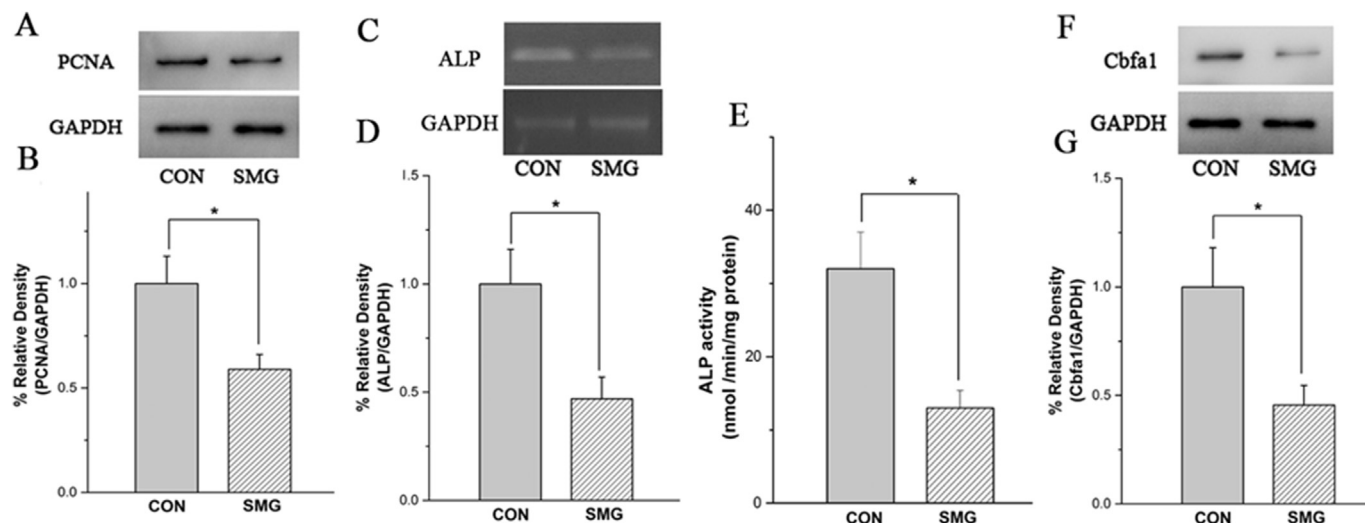 A
PCNA
GAPDH
CON SMG
B
% Relative Density
(PCNA/GAPDH)
1.0
0.5
0.0
*
CON SMG
C
ALP
GAPDH
CON SMG
D
% Relative Density
(ALP/GAPDH)
1.5
1.0
0.5
0.0
*
CON SMG
E
ALP activity
(nmol /min/mg protein)
40
20
0
*
CON SMG
F
Cbfa1
GAPDH
CON SMG
G
% Relative Density
(Cbfa1/GAPDH)
1.5
1.0
0.5
0.0
*
CON SMG